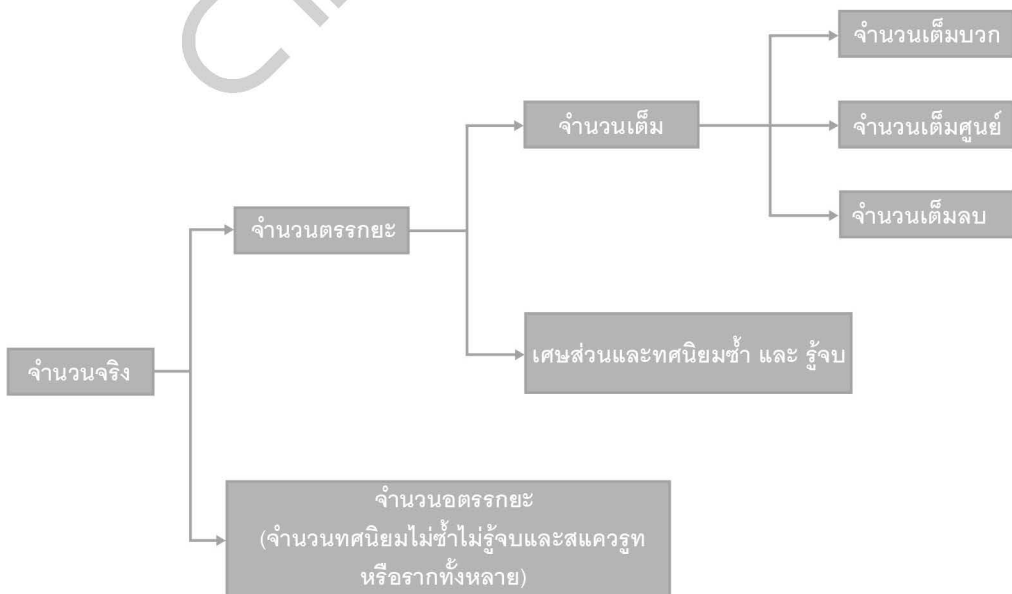 จำนวนเต็มบวก
จำนวนเต็ม
จำนวนเต็มศูนย์
จำนวนเต็มลบ
จำนวนตรรกยะ
เศษส่วนและทศนิยมซ้ำ และ รู้จบ
จำนวนจริง
จำนวนอตรรกยะ
(จำนวนทศนิยมไม่ซ้ำไม่รู้จบและสแควรูท
หรือรากทั้งหลาย)